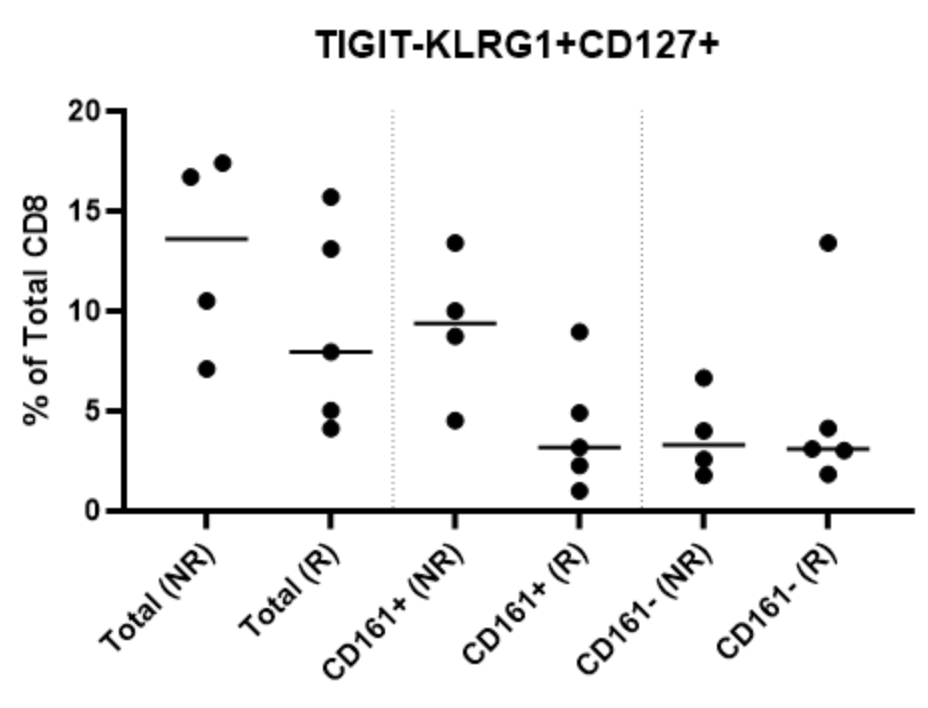 TIGIT-KLRG1+CD127+
% of Total CD8
20
15
10
5
0
Total (NR)
Total (R)
CD161+ (NR)
CD161+ (R)
CD161- (NR)
CD161- (R)